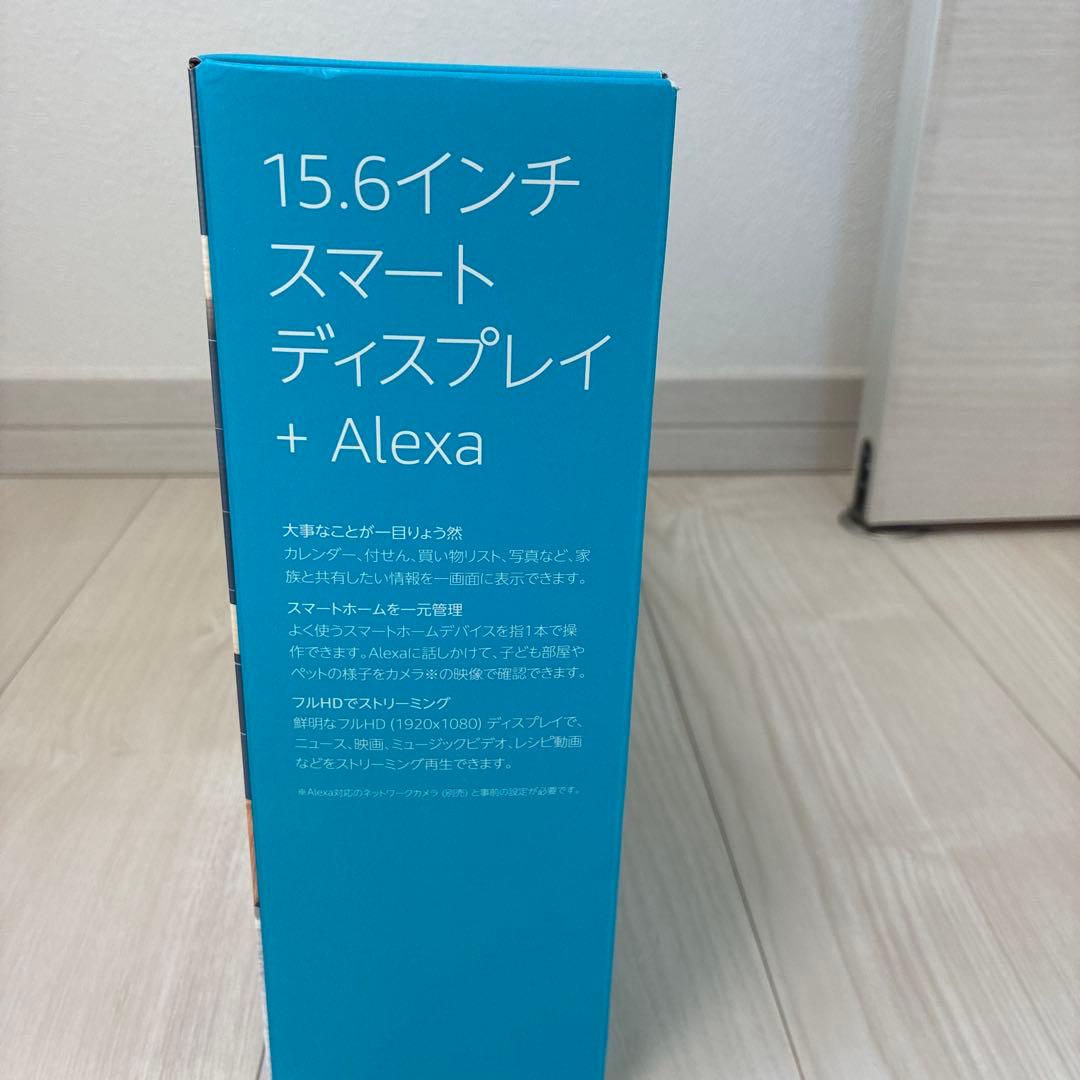 15.6インチ
スマート
ディスプレイ
+ Alexa
大事なことが一目りょう然
カレンダー、付せん、買い物リスト、写真など、家
族と共有したい情報を一画面に表示できます。
スマートホームを一元管理
よく使うスマートホームデバイスを指1本で操
作できます。Alexaに話しかけて、子ども部屋や
ペットの様子をカメラ※の映像で確認できます。
フルHDでストリーミング
鮮明なフルHD (1920x1080) ディスプレイで、
ニュース、映画、ミュージックビデオ、レシピ動画
などをストリーミング再生できます。
※Alexa対応のネットワークカメラ (別売) と事前の設定が必要です。